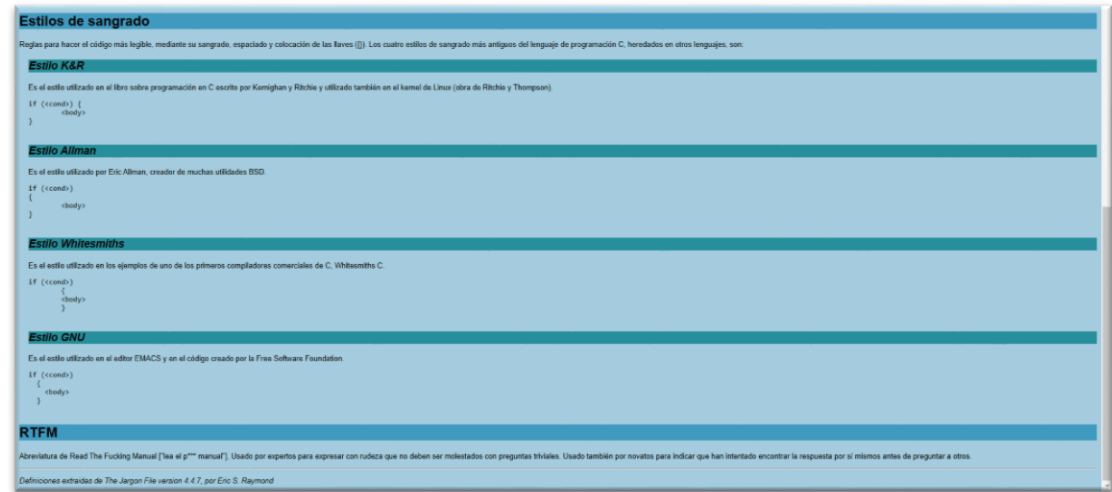 Estilos de sangrado
Reglas para hacer el código más legible, mediante su sangrado, espaciado y colocación de las llaves ({}). Los cuatro estilos de sangrado más antiguos del lenguaje de programación C, heredados en otros lenguajes, son:
Estilo K&R
Es el estilo utilizado en el libro sobre programación en C escrito por Kernighan y Ritchie y utilizado también en el kernel de Linux (obra de Ritchie y Thompson).
if (<cond>) {
        <body>
}
Estilo Allman
Es el estilo utilizado por Eric Allman, creador de muchas utilidades BSD.
if (<cond>)
{
        <body>
}
Estilo Whitesmiths
Es el estilo utilizado en los ejemplos de uno de los primeros compiladores comerciales de C, Whitesmiths C.
if (<cond>)
        {
        <body>
        }
Estilo GNU
Es el estilo utilizado en el editor EMACS y en el código creado por la Free Software Foundation.
if (<cond>)
  {
    <body>
  }
RTFM
Abreviatura de Read The Fucking Manual ["lea el p*** manual"]. Usado por expertos para expresar con rudeza que no deben ser molestados con preguntas triviales. Usado también por novatos para indicar que han intentado encontrar la respuesta por sí mismos antes de preguntar a otros.
Definiciones extraidas de The Jargon File version 4.4.7, por Eric S. Raymond